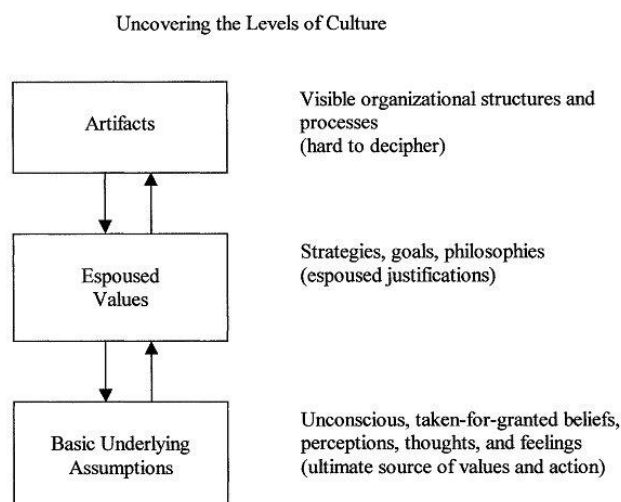 Uncovering the Levels of Culture
Artifacts
Visible organizational structures and
processes
(hard to decipher)
Espoused
Values
Strategies, goals, philosophies
(espoused justifications)
Basic Underlying
Assumptions
Unconscious, taken-for-granted beliefs,
perceptions, thoughts, and feelings
(ultimate source of values and action)